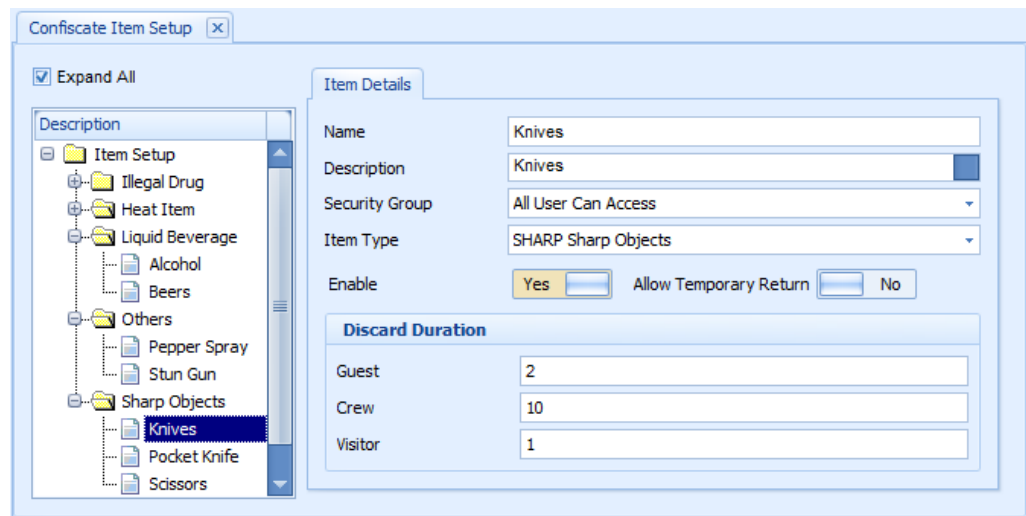 Confiscate Item Setup
Expand All
Description
Item Setup
Illegal Drug
Heat Item
Liquid Beverage
Alcohol
Beers
Others
Pepper Spray
Stun Gun
Sharp Objects
Knives
Pocket Knife
Scissors
Item Details
Name Knives
Description Knives
Security Group All User Can Access
Item Type SHARP Sharp Objects
Enable Yes Allow Temporary Return No
Discard Duration
Guest 2
Crew 10
Visitor 1